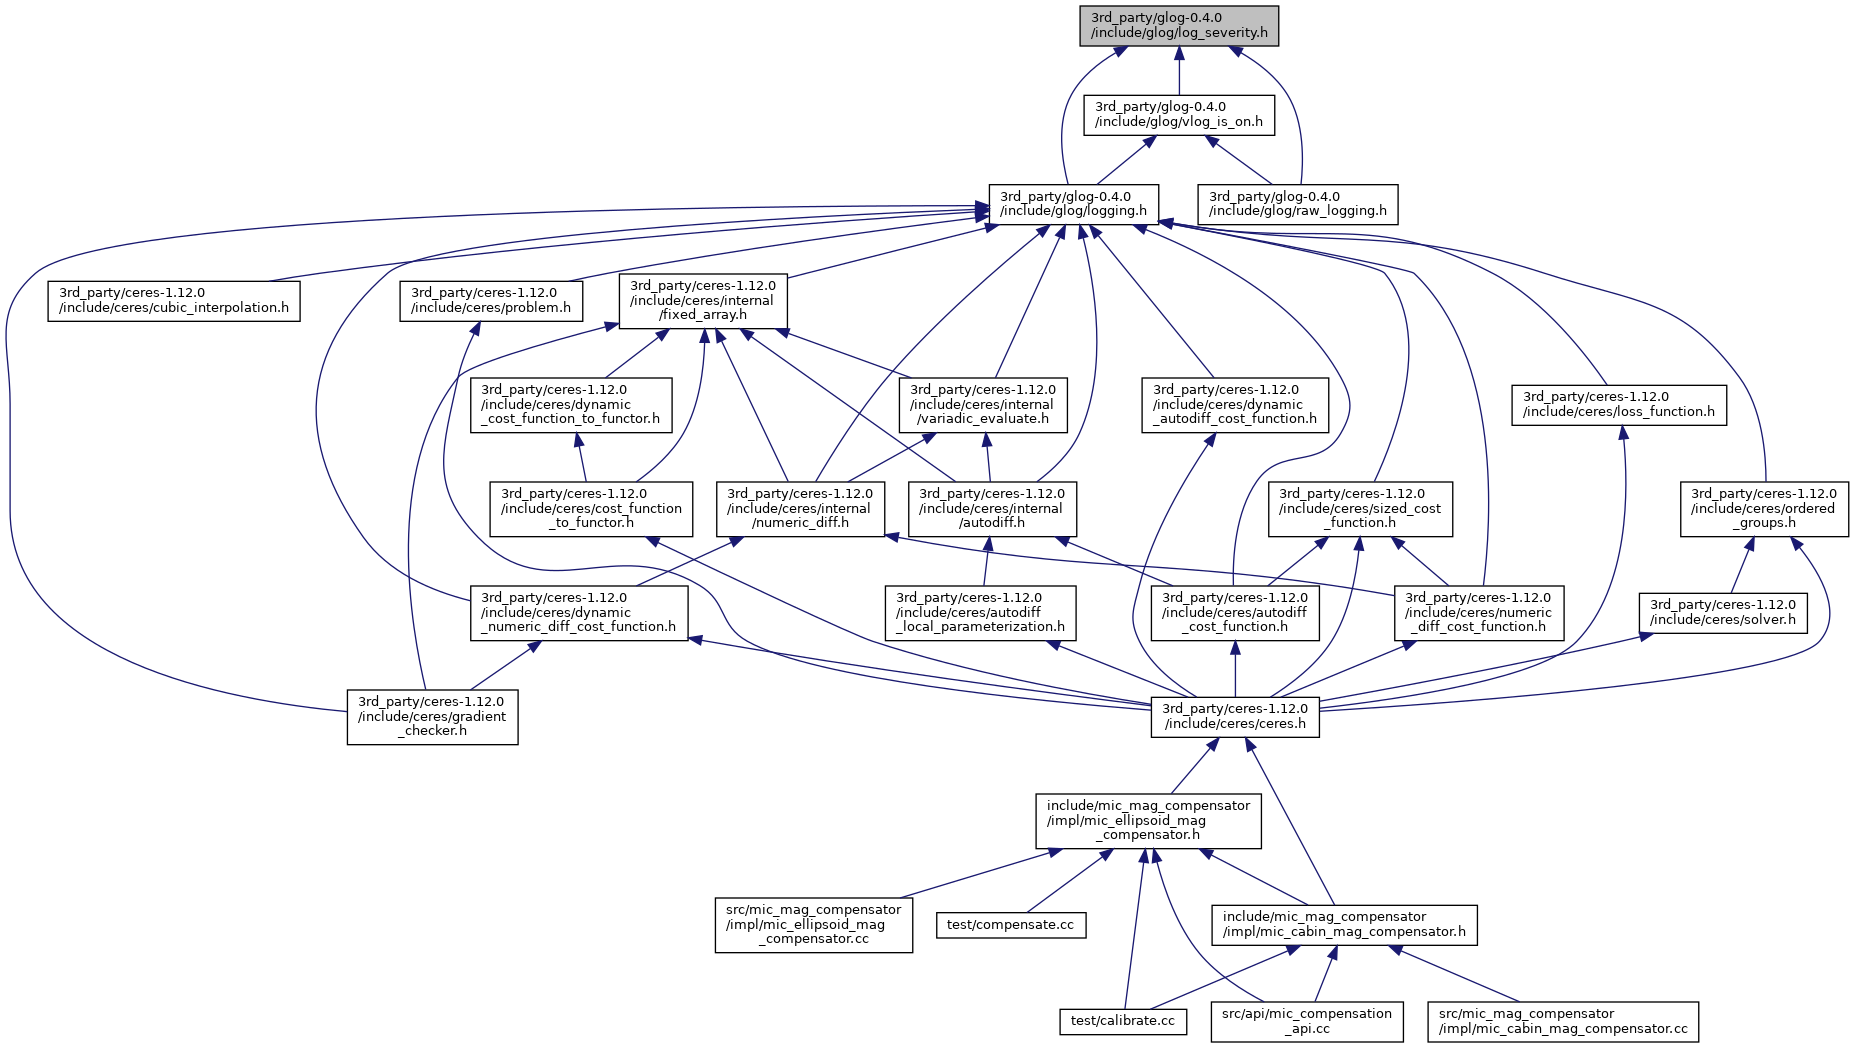 3rd_party/glog-0.4.0
/include/glog/log_severity.h
3rd_party/glog-0.4.0
/include/glog/vlog_is_on.h
3rd_party/glog-0.4.0
/include/glog/logging.h
3rd_party/glog-0.4.0
/include/glog/raw_logging.h
3rd_party/ceres-1.12.0
/include/ceres/cubic_interpolation.h
3rd_party/ceres-1.12.0
/include/ceres/problem.h
3rd_party/ceres-1.12.0
/include/ceres/internal
/fixed_array.h
3rd_party/ceres-1.12.0
/include/ceres/dynamic
_cost_function_to_functor.h
3rd_party/ceres-1.12.0
/include/ceres/internal
/variadic_evaluate.h
3rd_party/ceres-1.12.0
/include/ceres/dynamic
_autodiff_cost_function.h
3rd_party/ceres-1.12.0
/include/ceres/loss_function.h
3rd_party/ceres-1.12.0
/include/ceres/cost_function
_to_functor.h
3rd_party/ceres-1.12.0
/include/ceres/internal
/numeric_diff.h
3rd_party/ceres-1.12.0
/include/ceres/internal
/autodiff.h
3rd_party/ceres-1.12.0
/include/ceres/sized_cost
_function.h
3rd_party/ceres-1.12.0
/include/ceres/ordered
_groups.h
3rd_party/ceres-1.12.0
/include/ceres/dynamic
_numeric_diff_cost_function.h
3rd_party/ceres-1.12.0
/include/ceres/autodiff
_local_parameterization.h
3rd_party/ceres-1.12.0
/include/ceres/autodiff
_cost_function.h
3rd_party/ceres-1.12.0
/include/ceres/numeric
_diff_cost_function.h
3rd_party/ceres-1.12.0
/include/ceres/solver.h
3rd_party/ceres-1.12.0
/include/ceres/gradient
_checker.h
3rd_party/ceres-1.12.0
/include/ceres/ceres.h
include/mic_mag_compensator
/impl/mic_ellipsoid_mag
_compensator.h
src/mic_mag_compensator
/impl/mic_ellipsoid_mag
_compensator.cc
test/compensate.cc
include/mic_mag_compensator
/impl/mic_cabin_mag_compensator.h
test/calibrate.cc
src/api/mic_compensation
_api.cc
src/mic_mag_compensator
/impl/mic_cabin_mag_compensator.cc